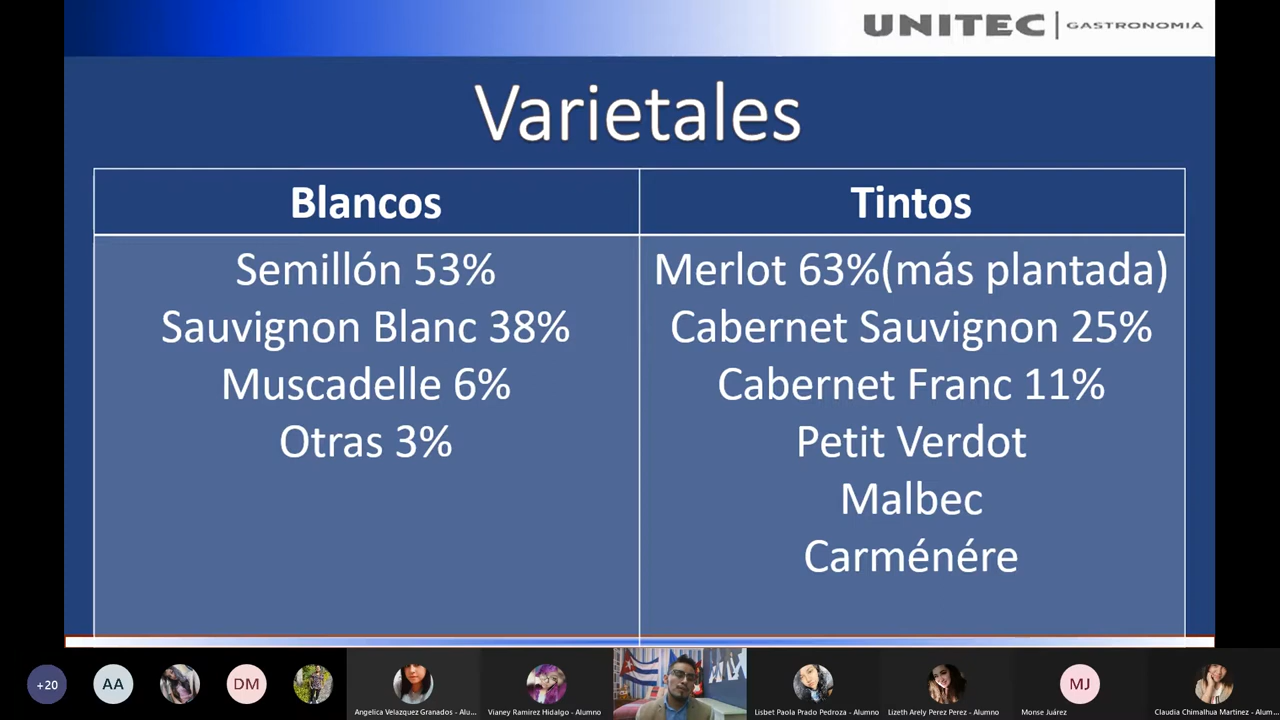 UNITEC | GASTRONOMIA
Varietales
Blancos
Semillón 53%
Sauvignon Blanc 38%
Muscadelle 6%
Otras 3%
Tintos
Merlot 63%(más plantada)
Cabernet Sauvignon 25%
Cabernet Franc 11%
Petit Verdot
Malbec
Carménére
+20
AA
DM
Angelica Velazquez Granados - Alu...
Vianey Ramirez Hidalgo - Alumno
Lisbet Paola Prado Pedroza - Alumno
Lizeth Arely Perez Perez - Alumno
MJ
Monse Juárez
Claudia Chimalhua Martinez - Alum...